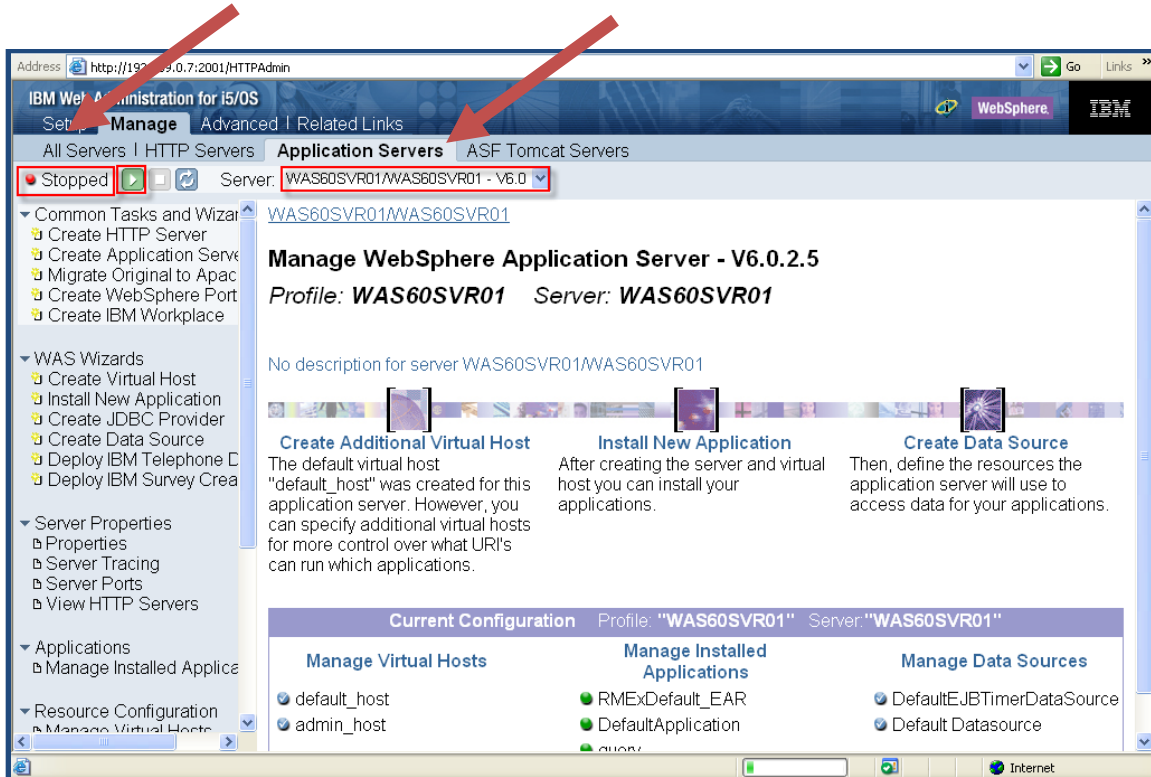 Address http://192 .0.7:2001/HTTPAdmin Go Links »
IBM Web Administration for i5/OS
WebSphere. IBM
Setup Manage Advanced | Related Links
All Servers | HTTP Servers Application Servers ASF Tomcat Servers
Stopped Server: WAS60SVR01/WAS60SVR01 - V6.0
Common Tasks and Wizar
Create HTTP Server
Create Application Serve
Migrate Original to Apac
Create WebSphere Port
Create IBM Workplace
WAS Wizards
Create Virtual Host
Install New Application
Create JDBC Provider
Create Data Source
Deploy IBM Telephone D
Deploy IBM Survey Crea
Server Properties
Properties
Server Tracing
Server Ports
View HTTP Servers
Applications
Manage Installed Applica
Resource Configuration
Manage Virtual Hosts
WAS60SVR01/WAS60SVR01
Manage WebSphere Application Server - V6.0.2.5
Profile: WAS60SVR01 Server: WAS60SVR01
No description for server WAS60SVR01/WAS60SVR01
Create Additional Virtual Host
The default virtual host
"default_host" was created for this
application server. However, you
can specify additional virtual hosts
for more control over what URI's
can run which applications.
Install New Application
After creating the server and virtual
host you can install your
applications.
Create Data Source
Then, define the resources the
application server will use to
access data for your applications.
Current Configuration Profile: "WAS60SVR01" Server:"WAS60SVR01"
Manage Virtual Hosts
default_host
admin_host
Manage Installed
Applications
RMExDefault_EAR
DefaultApplication
query
Manage Data Sources
DefaultEJBTimerDataSource
Default Datasource
Internet